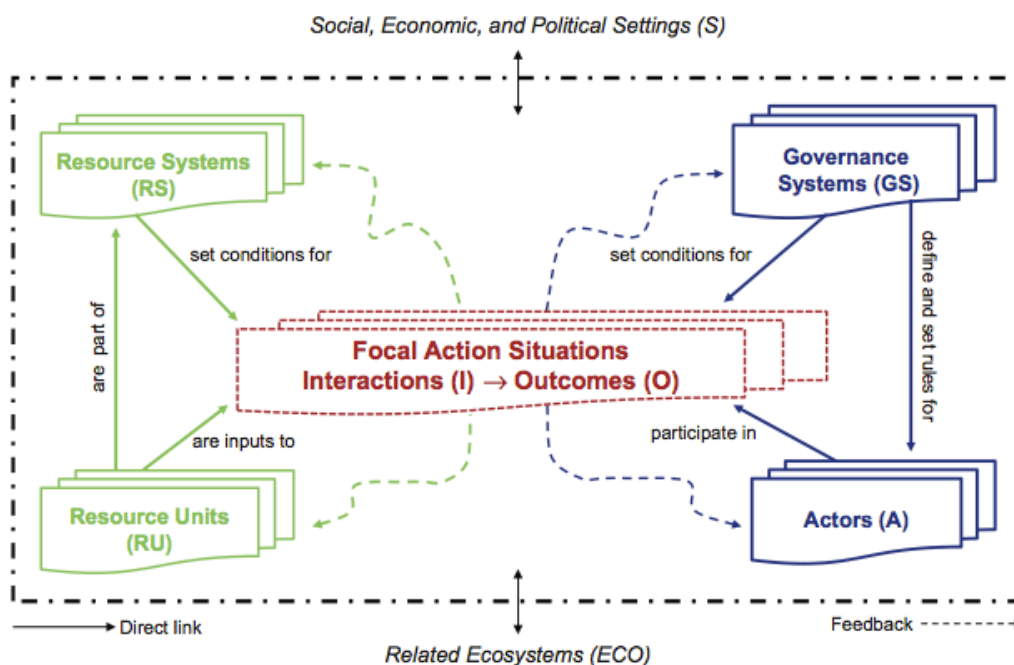 Social, Economic, and Political Settings (S)
Resource Systems
(RS)
Governance
Systems (GS)
set conditions for
set conditions for
are part of
define and set rules for
Focal Action Situations
Interactions (I) → Outcomes (O)
are inputs to
participate in
Resource Units
(RU)
Actors (A)
Direct link
Feedback
Related Ecosystems (ECO)